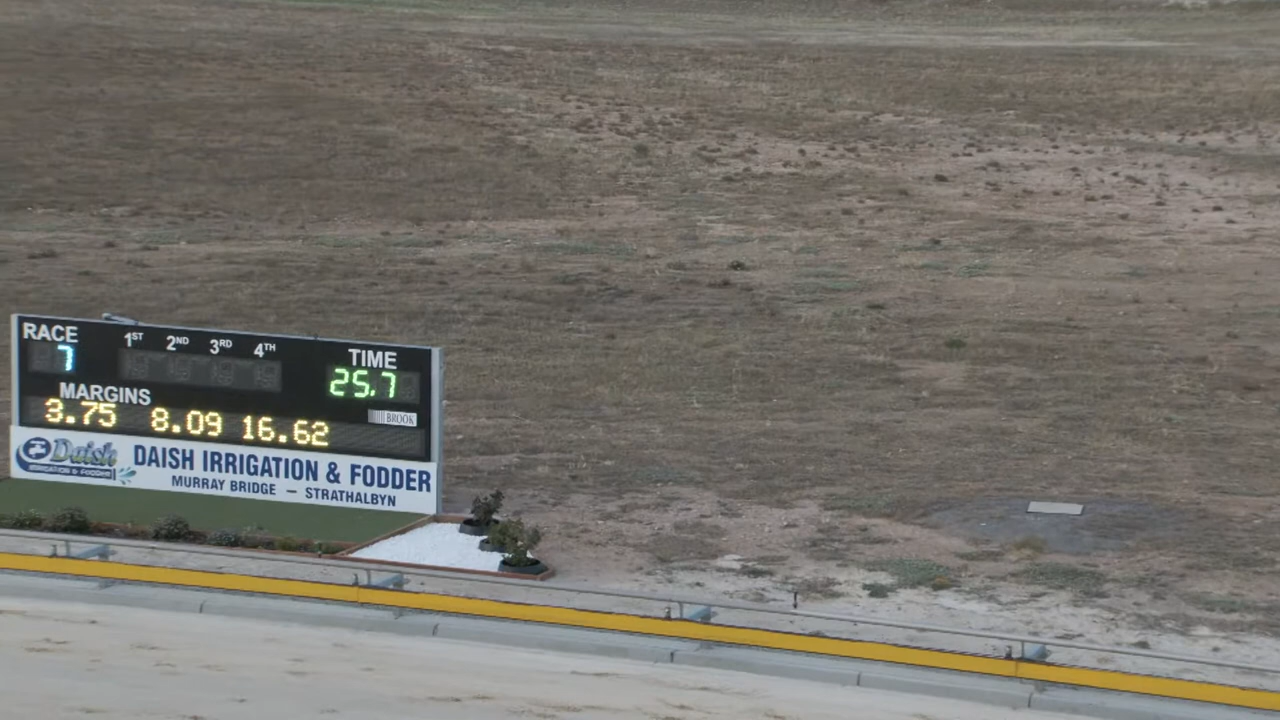 RACE 1ST 2ND 3RD 4TH TIME
7 25.7
MARGINS
3.75 8.09 16.62
BROOK
Daish
IRRIGATION & FODDER
DAISH IRRIGATION & FODDER
MURRAY BRIDGE – STRATHALBYN